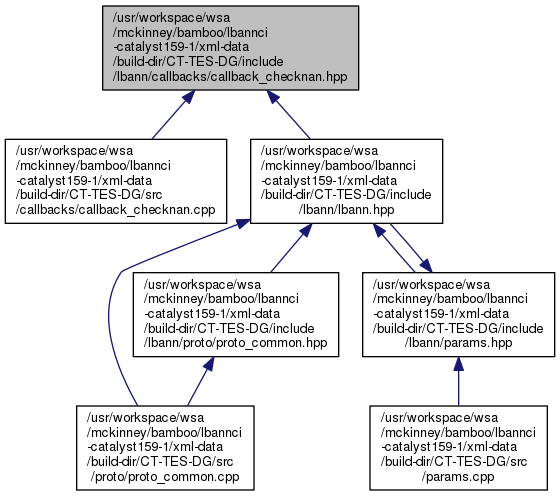 /usr/workspace/wsa
/mckinney/bamboo/lbannci
-catalyst159-1/xml-data
/build-dir/CT-TES-DG/include
/lbann/callbacks/callback_checknan.hpp
/usr/workspace/wsa
/mckinney/bamboo/lbannci
-catalyst159-1/xml-data
/build-dir/CT-TES-DG/src
/callbacks/callback_checknan.cpp
/usr/workspace/wsa
/mckinney/bamboo/lbannci
-catalyst159-1/xml-data
/build-dir/CT-TES-DG/include
/lbann/lbann.hpp
/usr/workspace/wsa
/mckinney/bamboo/lbannci
-catalyst159-1/xml-data
/build-dir/CT-TES-DG/include
/lbann/proto/proto_common.hpp
/usr/workspace/wsa
/mckinney/bamboo/lbannci
-catalyst159-1/xml-data
/build-dir/CT-TES-DG/include
/lbann/params.hpp
/usr/workspace/wsa
/mckinney/bamboo/lbannci
-catalyst159-1/xml-data
/build-dir/CT-TES-DG/src
/proto/proto_common.cpp
/usr/workspace/wsa
/mckinney/bamboo/lbannci
-catalyst159-1/xml-data
/build-dir/CT-TES-DG/src
/params.cpp